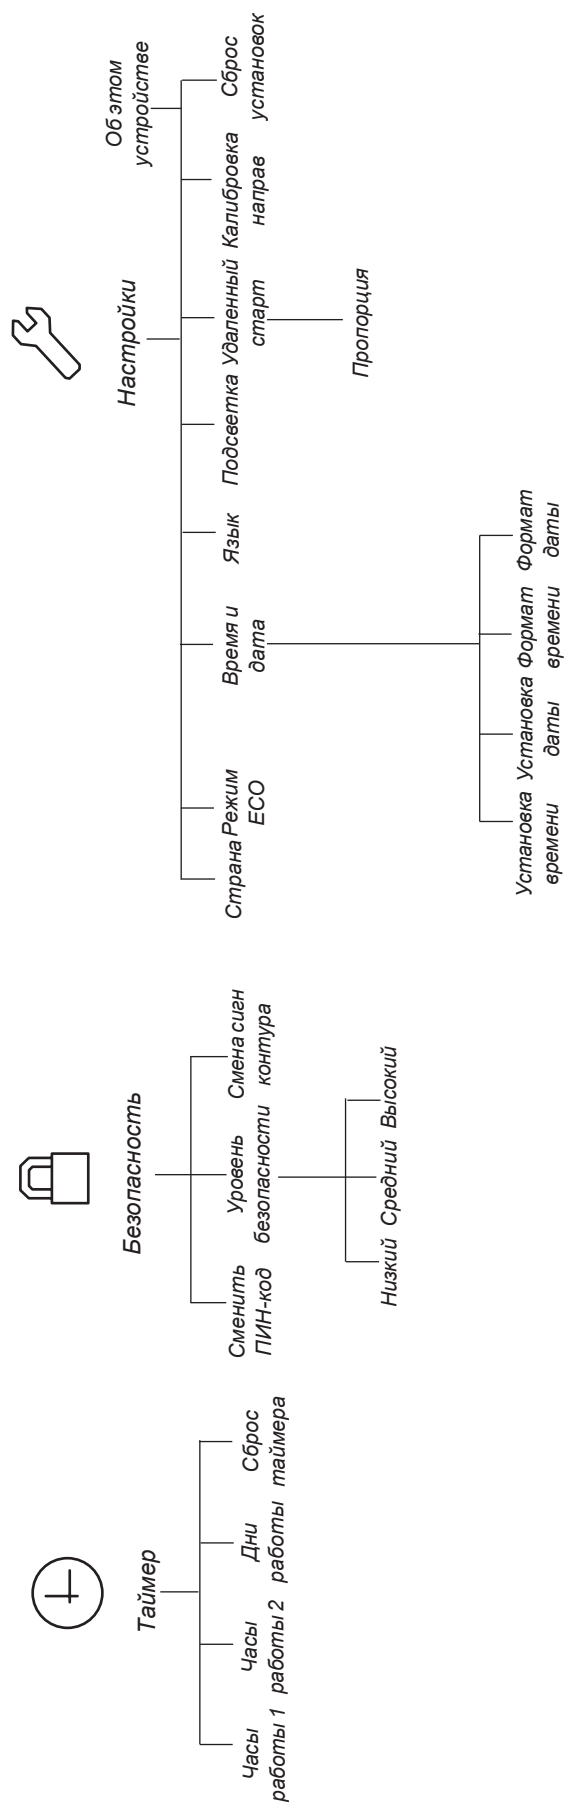 Таймер
Часы
работы 1
Часы
работы 2
Дни
работы
Сброс
таймера
Безопасность
Сменить
ПИН-код
Уровень
безопасности
Низкий
Средний
Высокий
Смена сигн
контура
Настройки
Страна
Режим
ECO
Время и
дата
Установка
времени
Установка
даты
Формат
времени
Формат
даты
Язык
Подсветка
Удаленный
старт
Пропорция
Калибровка
направ
Сброс
установок
Об этом
устройстве